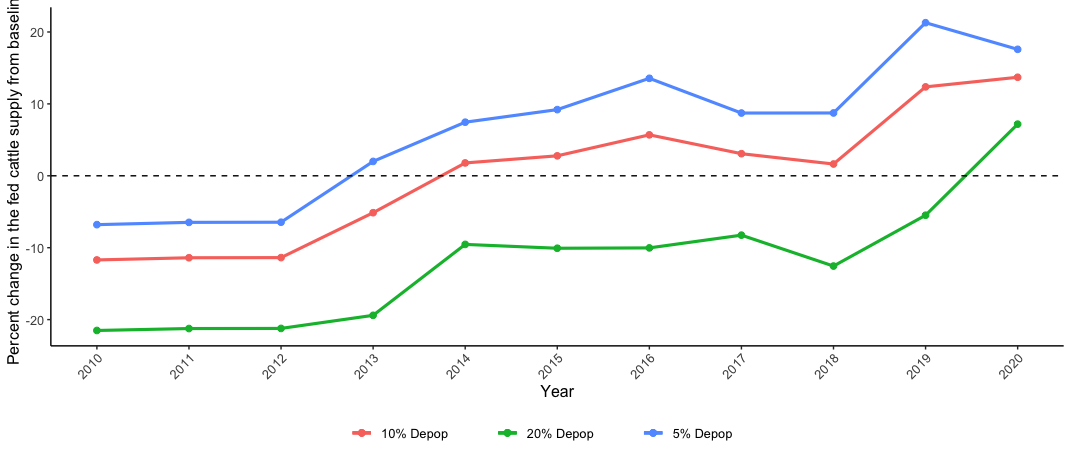 Percent change in the fed cattle supply from baselin
20
10
0
-10
-20
2010 2011 2012 2013 2014 2015 2016 2017 2018 2019 2020
Year
10% Depop 20% Depop 5% Depop